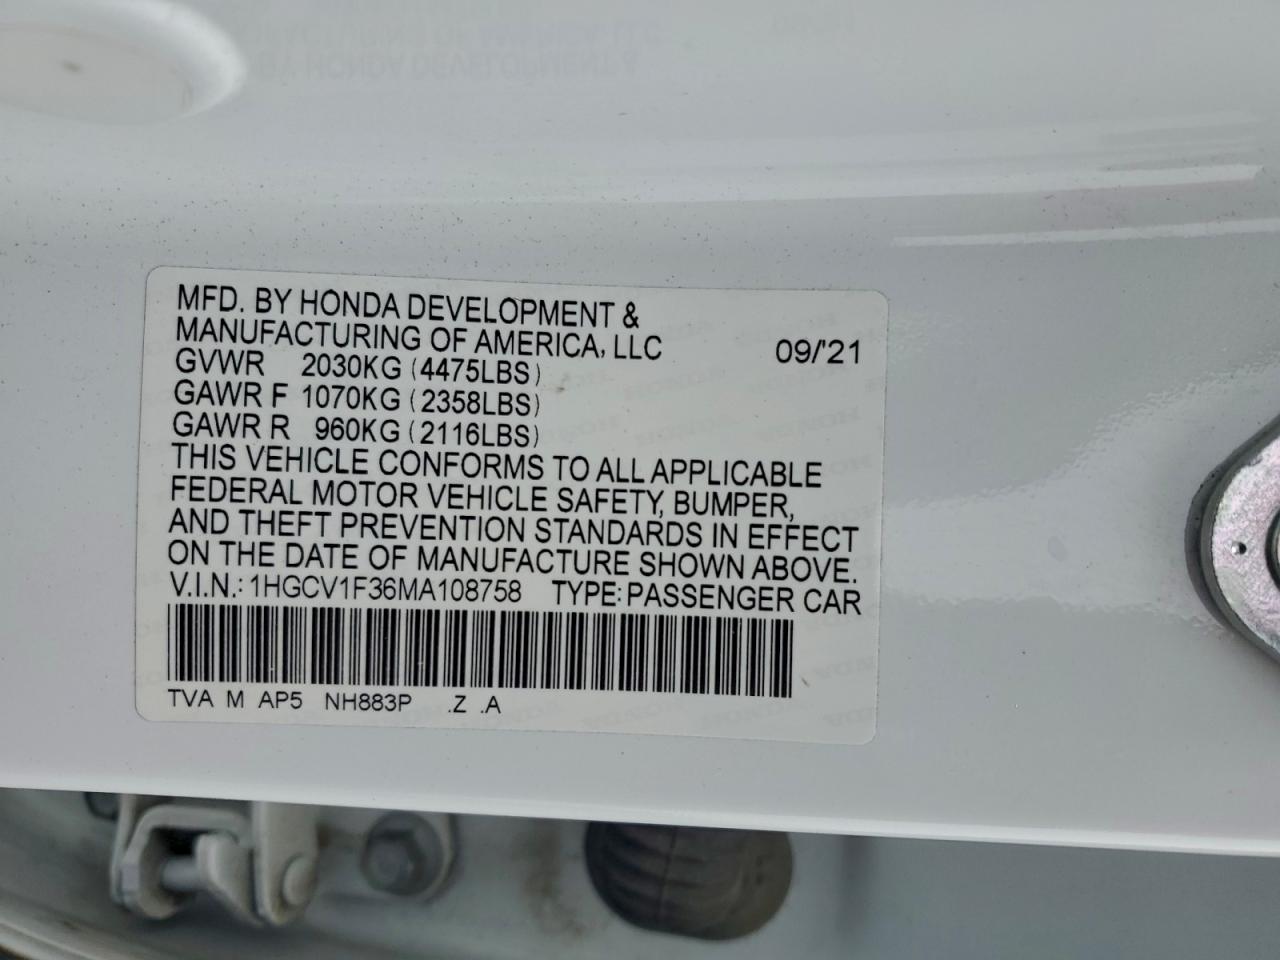 MFD. BY HONDA DEVELOPMENT &
MANUFACTURING OF AMERICA, LLC 09/'21
GVWR 2030KG (4475LBS)
GAWR F 1070KG (2358LBS)
GAWR R 960KG (2116LBS)
THIS VEHICLE CONFORMS TO ALL APPLICABLE
FEDERAL MOTOR VEHICLE SAFETY, BUMPER,
AND THEFT PREVENTION STANDARDS IN EFFECT
ON THE DATE OF MANUFACTURE SHOWN ABOVE.
V.I.N.: 1HGCV1F36MA108758 TYPE: PASSENGER CAR
TVA M AP5 NH883P .Z .A